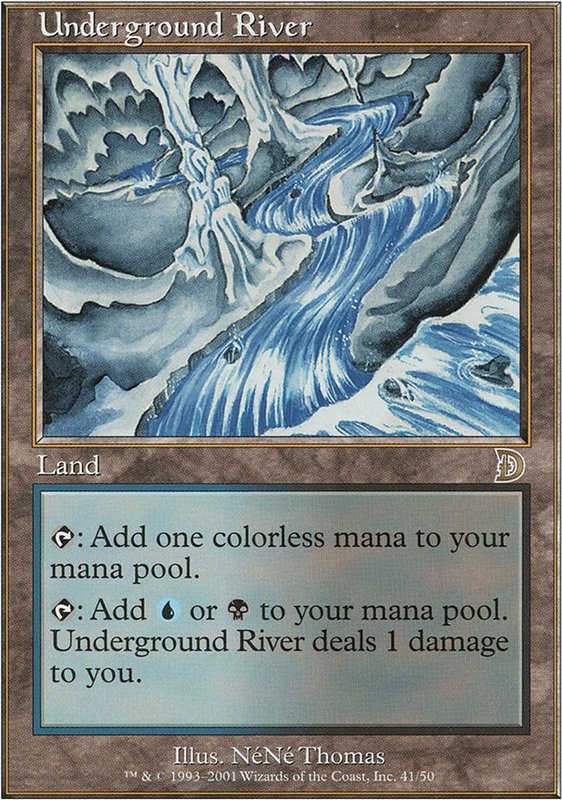 Underground River
Land
: Add one colorless mana to your
mana pool.
: Add or to your mana pool.
Underground River deals 1 damage
to you.
Illus. NéNé Thomas
™ & © 1993–2001 Wizards of the Coast, Inc. 41/50